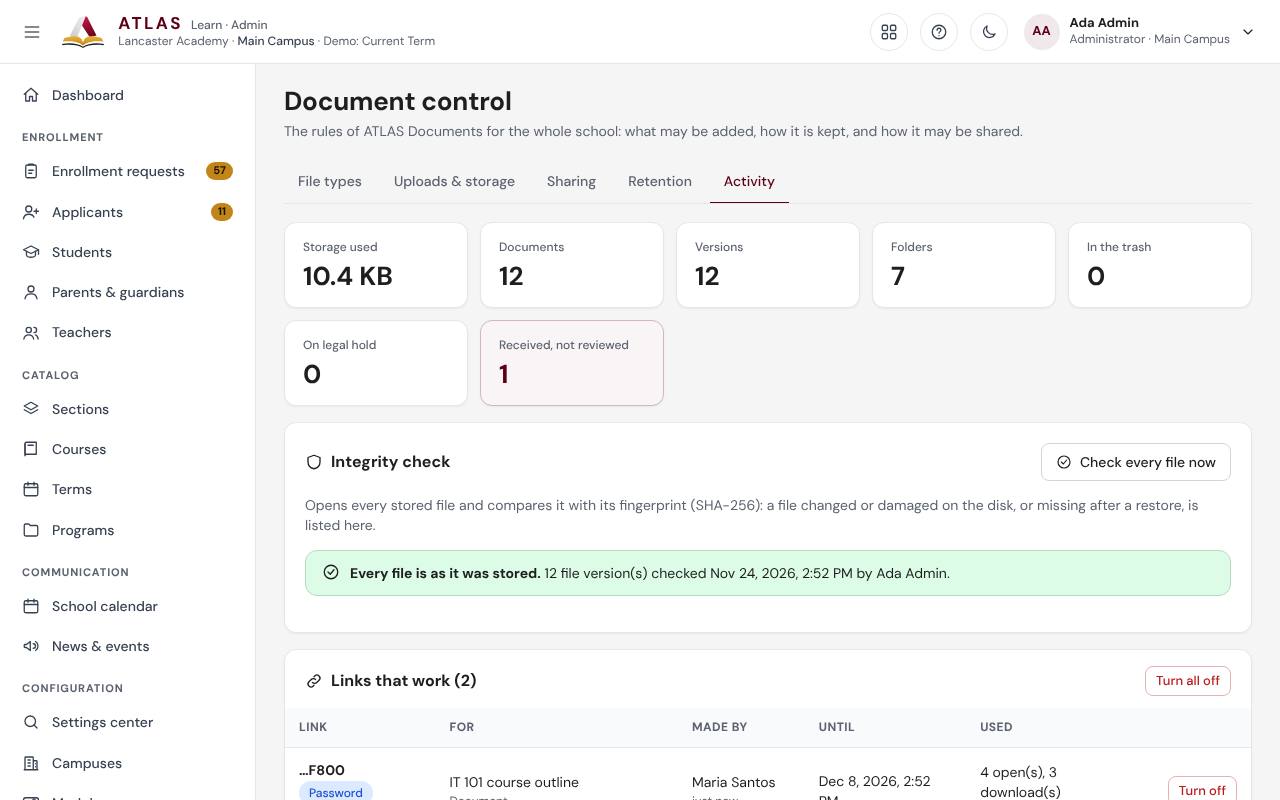 ATLAS Learn · Admin
Lancaster Academy · Main Campus · Demo: Current Term
AA
Ada Admin
Administrator · Main Campus
Dashboard
ENROLLMENT
Enrollment requests 57
Applicants 11
Students
Parents & guardians
Teachers
CATALOG
Sections
Courses
Terms
Programs
COMMUNICATION
School calendar
News & events
CONFIGURATION
Settings center
Campuses
Document control
The rules of ATLAS Documents for the whole school: what may be added, how it is kept, and how it may be shared.
File types Uploads & storage Sharing Retention Activity
Storage used
10.4 KB
Documents
12
Versions
12
Folders
7
In the trash
0
On legal hold
0
Received, not reviewed
1
Integrity check
Check every file now
Opens every stored file and compares it with its fingerprint (SHA-256): a file changed or damaged on the disk, or missing after a restore, is
listed here.
Every file is as it was stored. 12 file version(s) checked Nov 24, 2026, 2:52 PM by Ada Admin.
Links that work (2)
Turn all off
LINK FOR MADE BY UNTIL USED
…F800
Password
IT 101 course outline
Maria Santos
Dec 8, 2026, 2:52
PM
4 open(s), 3
download(s)
Turn off